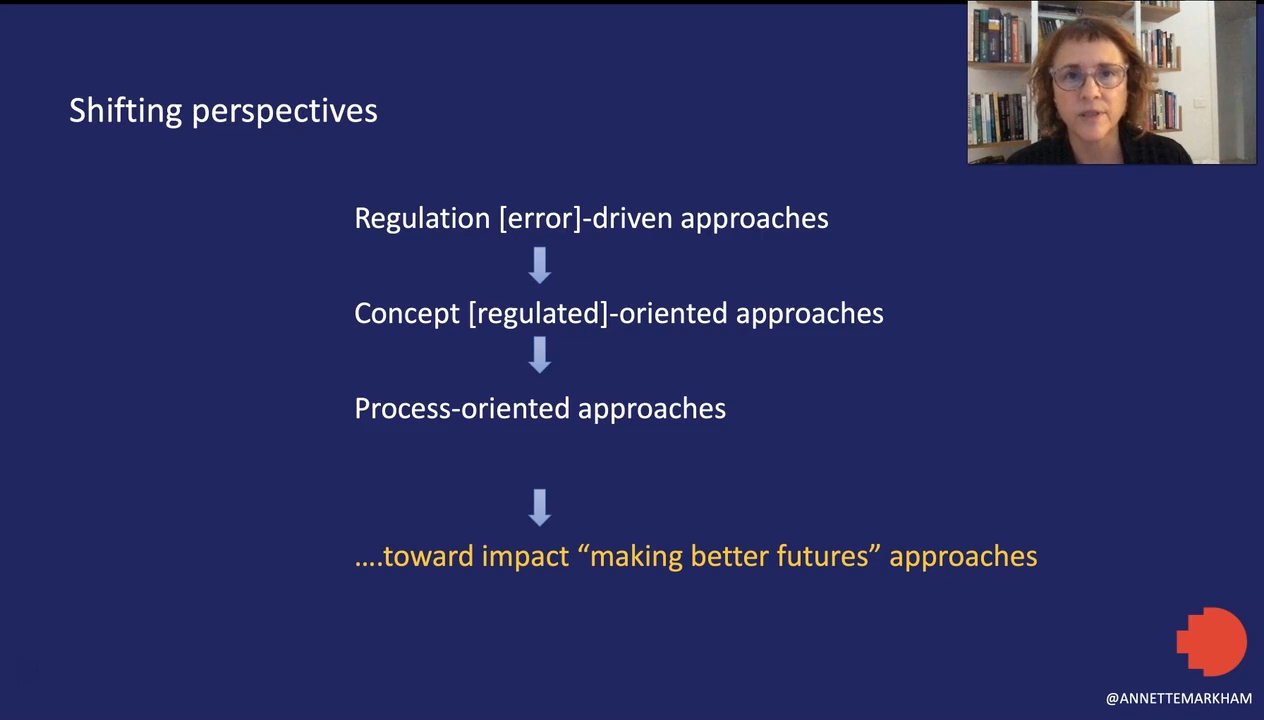 Shifting perspectives
Regulation [error]-driven approaches
Concept [regulated]-oriented approaches
Process-oriented approaches
….toward impact “making better futures” approaches
@ANNETTEMARKHAM